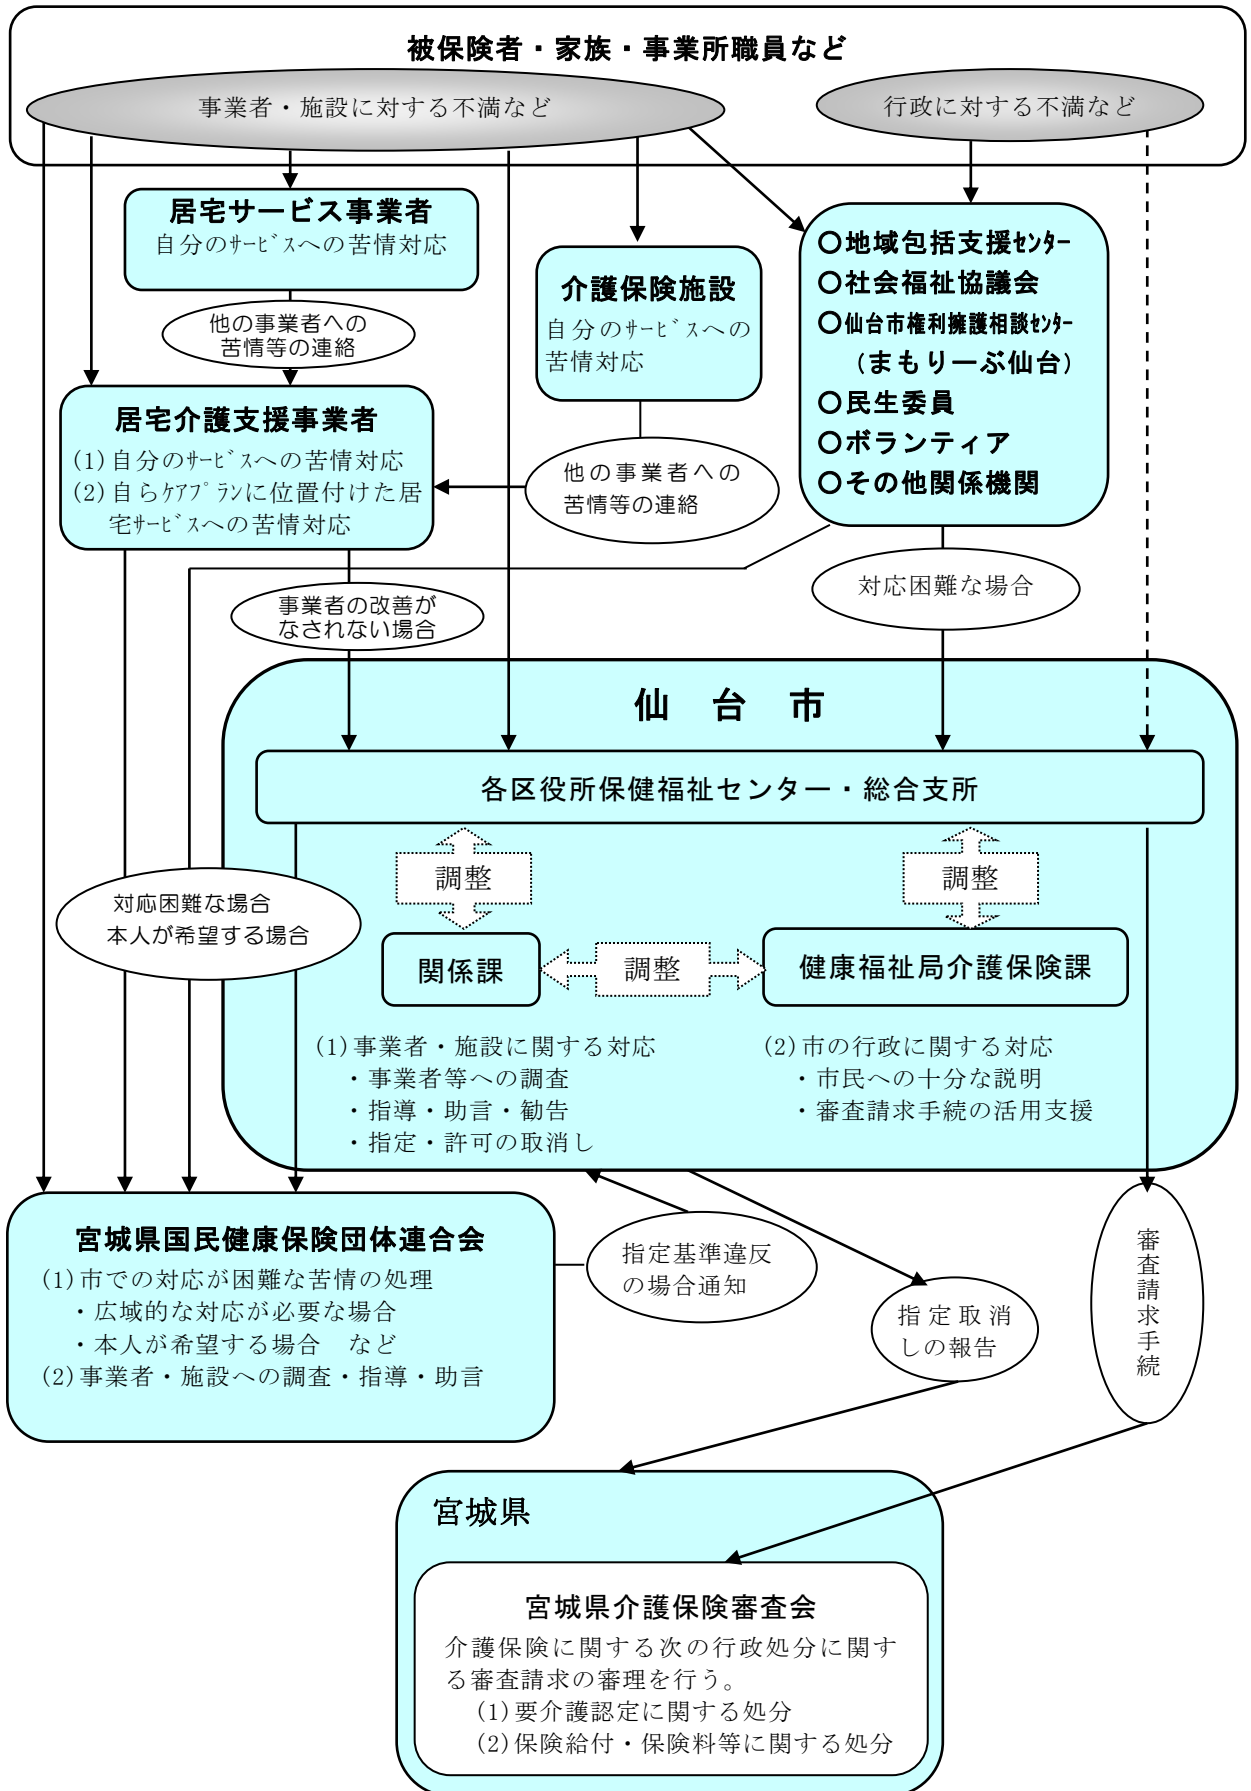 被保険者・家族・事業所職員など
事業者・施設に対する不満など
行政に対する不満など
居宅サービス事業者
自分のｻｰﾋﾞｽへの苦情対応
他の事業者への
苦情等の連絡
介護保険施設
自分のｻｰﾋﾞｽへの
苦情対応
○地域包括支援ｾﾝﾀｰ
○社会福祉協議会
○仙台市権利擁護相談ｾﾝﾀｰ
(まもりーぶ仙台)
○民生委員
○ボランティア
○その他関係機関
居宅介護支援事業者
(1)自分のｻｰﾋﾞｽへの苦情対応
(2)自らｹｱﾌﾟﾗﾝに位置付けた居
宅ｻｰﾋﾞｽへの苦情対応
他の事業者への
苦情等の連絡
事業者の改善が
なされない場合
対応困難な場合
仙台市
各区役所保健福祉センター・総合支所
調整
調整
対応困難な場合
本人が希望する場合
関係課
調整
健康福祉局介護保険課
(1)事業者・施設に関する対応
・事業者等への調査
・指導・助言・勧告
・指定・許可の取消し
(2)市の行政に関する対応
・市民への十分な説明
・審査請求手続の活用支援
宮城県国民健康保険団体連合会
(1)市での対応が困難な苦情の処理
・広域的な対応が必要な場合
・本人が希望する場合　など
(2)事業者・施設への調査・指導・助言
指定基準違反
の場合通知
指定取消
しの報告
審査請求手続
宮城県
宮城県介護保険審査会
介護保険に関する次の行政処分に関す
る審査請求の審理を行う。
(1)要介護認定に関する処分
(2)保険給付・保険料等に関する処分